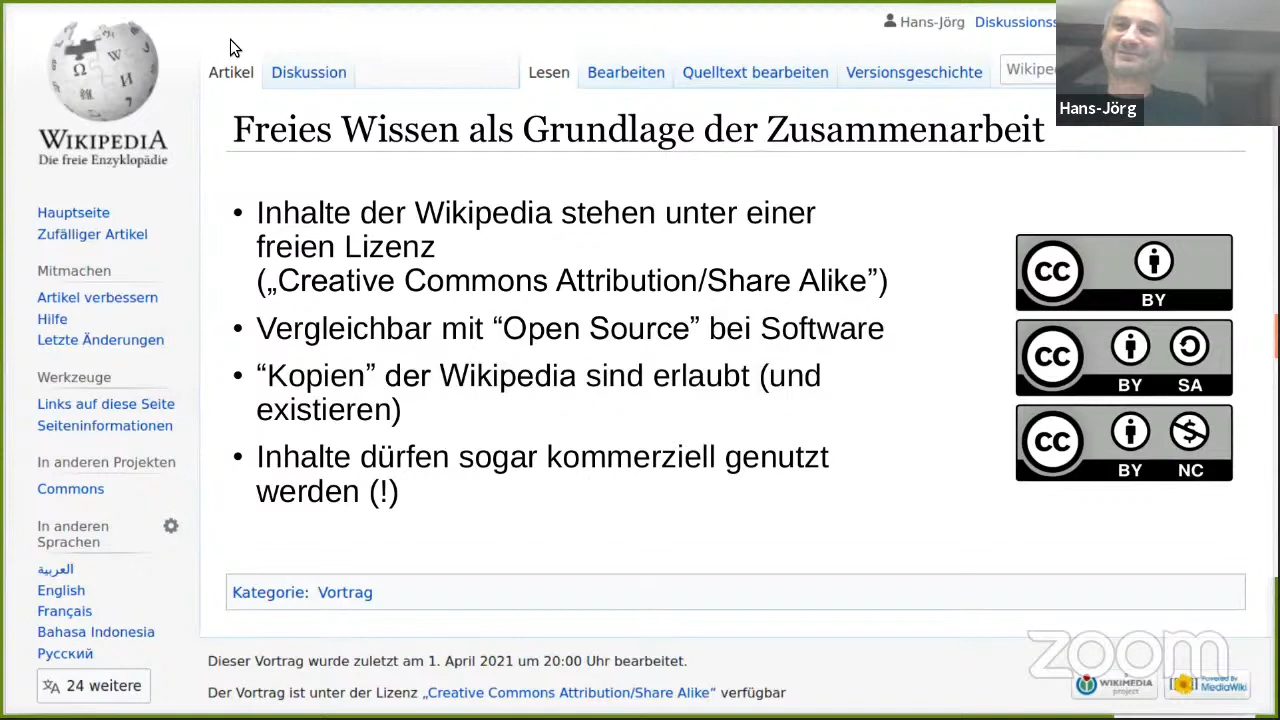 WIKIPEDIA
Die freie Enzyklopädie
Hauptseite
Zufälliger Artikel
Mitmachen
Artikel verbessern
Hilfe
Letzte Änderungen
Werkzeuge
Links auf diese Seite
Seiteninformationen
In anderen Projekten
Commons
In anderen
Sprachen
العربية
English
Français
Bahasa Indonesia
Русский
24 weitere
Hans-Jörg
Artikel Diskussion Lesen Bearbeiten Quelltext bearbeiten Versionsgeschichte
Hans-Jörg
Freies Wissen als Grundlage der Zusammenarbeit
• Inhalte der Wikipedia stehen unter einer
freien Lizenz
(„Creative Commons Attribution/Share Alike”)
• Vergleichbar mit “Open Source” bei Software
• “Kopien” der Wikipedia sind erlaubt (und
existieren)
• Inhalte dürfen sogar kommerziell genutzt
werden (!)
CC
BY
CC
BY SA
CC
BY NC
Kategorie: Vortrag
Dieser Vortrag wurde zuletzt am 1. April 2021 um 20:00 Uhr bearbeitet.
Der Vortrag ist unter der Lizenz „Creative Commons Attribution/Share Alike“ verfügbar
zoom
WIKIMEDIA
project
Powered By
MediaWiki